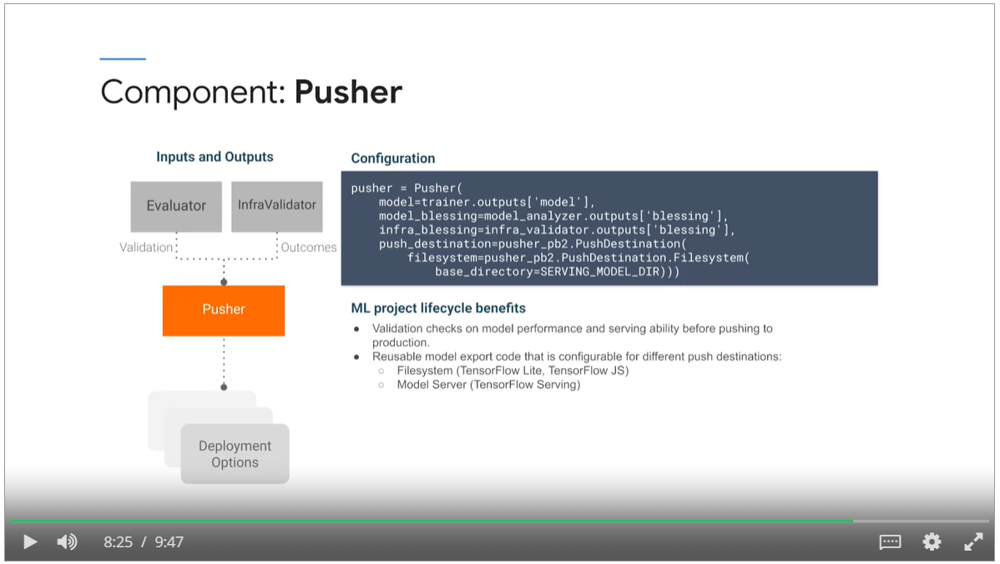 Component: Pusher
Inputs and Outputs
Evaluator
InfraValidator
Validation
Outcomes
Pusher
Deployment
Options
Configuration
pusher = Pusher(
    model=trainer.outputs['model'],
    model_blessing=model_analyzer.outputs['blessing'],
    infra_blessing=infra_validator.outputs['blessing'],
    push_destination=pusher_pb2.PushDestination(
        filesystem=pusher_pb2.PushDestination.Filesystem(
            base_directory=SERVING_MODEL_DIR)))
ML project lifecycle benefits
● Validation checks on model performance and serving ability before pushing to
production.
● Reusable model export code that is configurable for different push destinations:
○ Filesystem (TensorFlow Lite, TensorFlow JS)
○ Model Server (TensorFlow Serving)
8:25 / 9:47